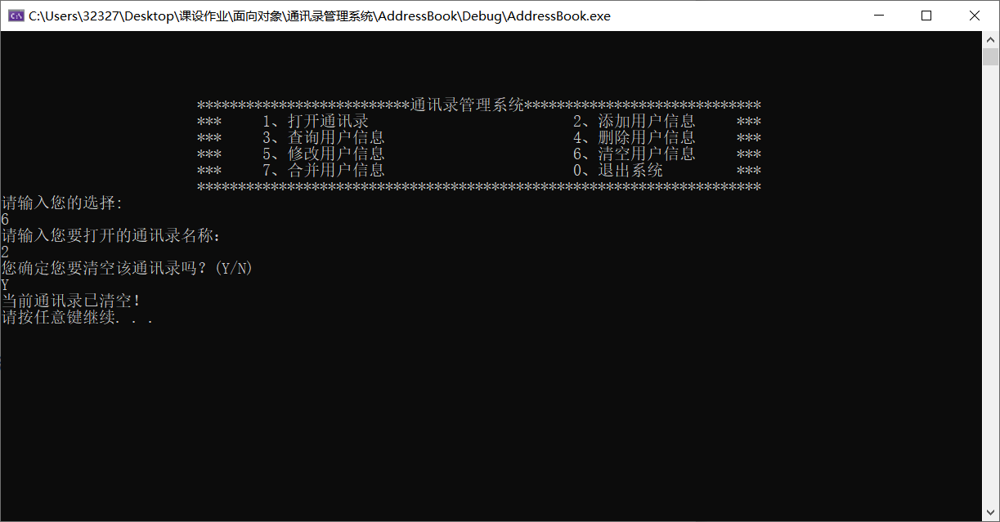 C:\Users\32327\Desktop\课设作业\面向对象\通讯录管理系统\AddressBook\Debug\AddressBook.exe
**************************通讯录管理系统*****************************
*** 1、打开通讯录 2、添加用户信息 ***
*** 3、查询用户信息 4、删除用户信息 ***
*** 5、修改用户信息 6、清空用户信息 ***
*** 7、合并用户信息 0、退出系统 ***
*********************************************************************
请输入您的选择:
6
请输入您要打开的通讯录名称:
2
您确定您要清空该通讯录吗？(Y/N)
Y
当前通讯录已清空！
请按任意键继续. . .